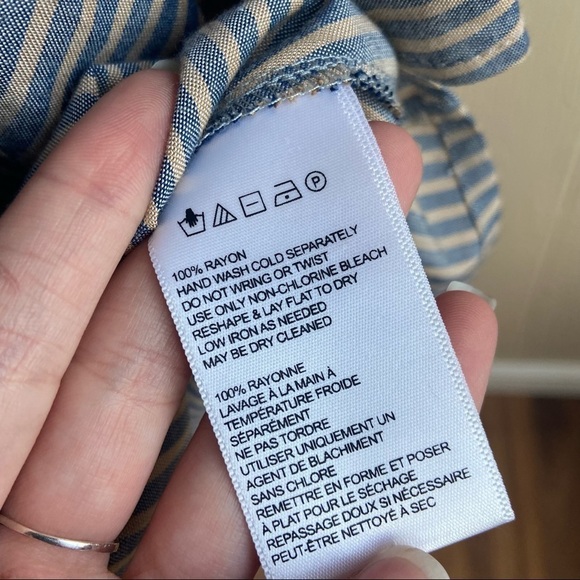 P
100% RAYON
HAND WASH COLD SEPARATELY
DO NOT WRING OR TWIST
USE ONLY NON-CHLORINE BLEACH
RESHAPE & LAY FLAT TO DRY
LOW IRON AS NEEDED
MAY BE DRY CLEANED
100% RAYONNE
LAVAGE À LA MAIN À
TEMPÉRATURE FROIDE
SÉPARÉMENT
NE PAS TORDRE
UTILISER UNIQUEMENT UN
AGENT DE BLACHIMENT
SANS CHLORE
REMETTRE EN FORME ET POSER
À PLAT POUR LE SÉCHAGE
REPASSAGE DOUX SI NÉCESSAIRE
PEUT-ÊTRE NETTOYÉ À SEC